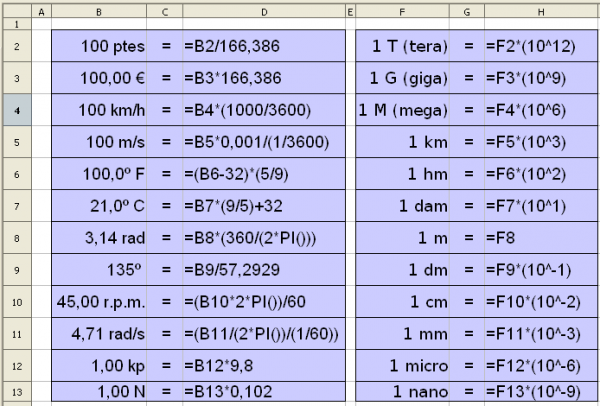 A B C D E F G H
1
2 100 ptes = =B2/166,386 1 T (tera) = =F2*(10^12)
3 100,00 € = =B3*166,386 1 G (giga) = =F3*(10^9)
4 100 km/h = =B4*(1000/3600) 1 M (mega) = =F4*(10^6)
5 100 m/s = =B5*0,001/(1/3600) 1 km = =F5*(10^3)
6 100,0º F = =(B6-32)*(5/9) 1 hm = =F6*(10^2)
7 21,0º C = =B7*(9/5)+32 1 dam = =F7*(10^1)
8 3,14 rad = =B8*(360/(2*PI())) 1 m = =F8
9 135º = =B9/57,2929 1 dm = =F9*(10^-1)
10 45,00 r.p.m. = =(B10*2*PI())/60 1 cm = =F10*(10^-2)
11 4,71 rad/s = =(B11/(2*PI())/(1/60)) 1 mm = =F11*(10^-3)
12 1,00 kp = =B12*9,8 1 micro = =F12*(10^-6)
13 1,00 N = =B13*0,102 1 nano = =F13*(10^-9)